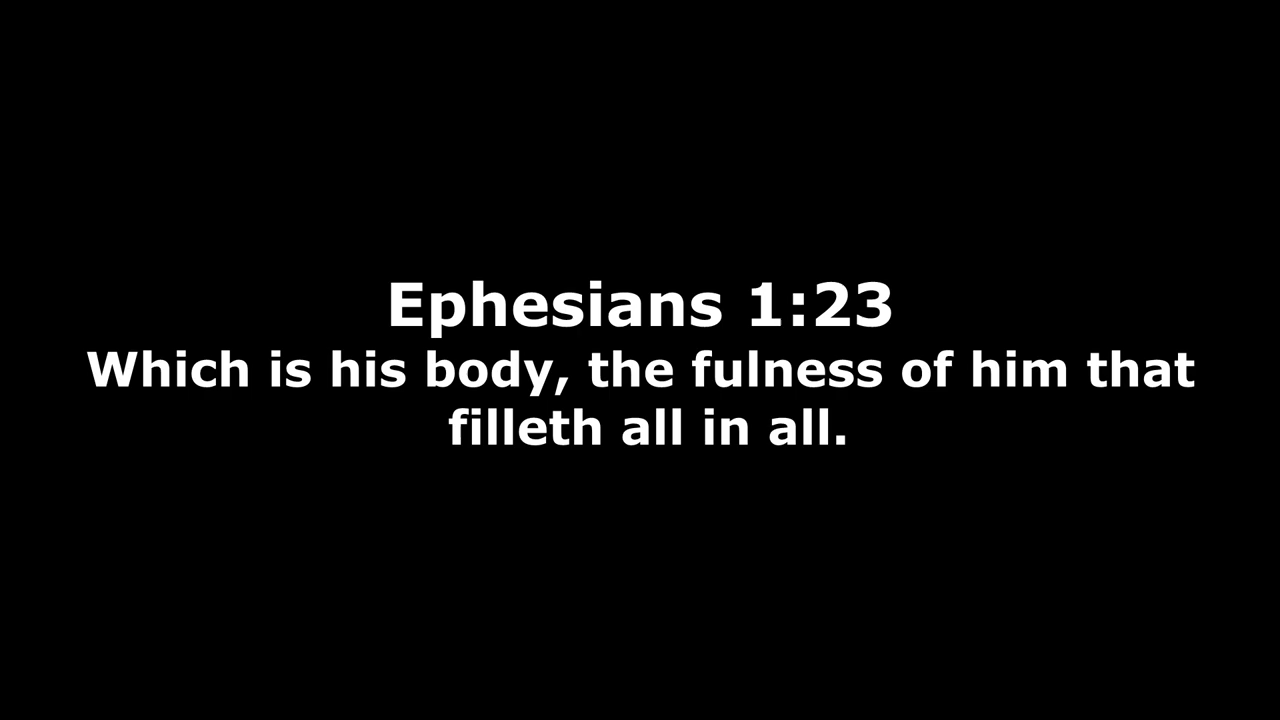 Ephesians 1:23
Which is his body, the fulness of him that
filleth all in all.